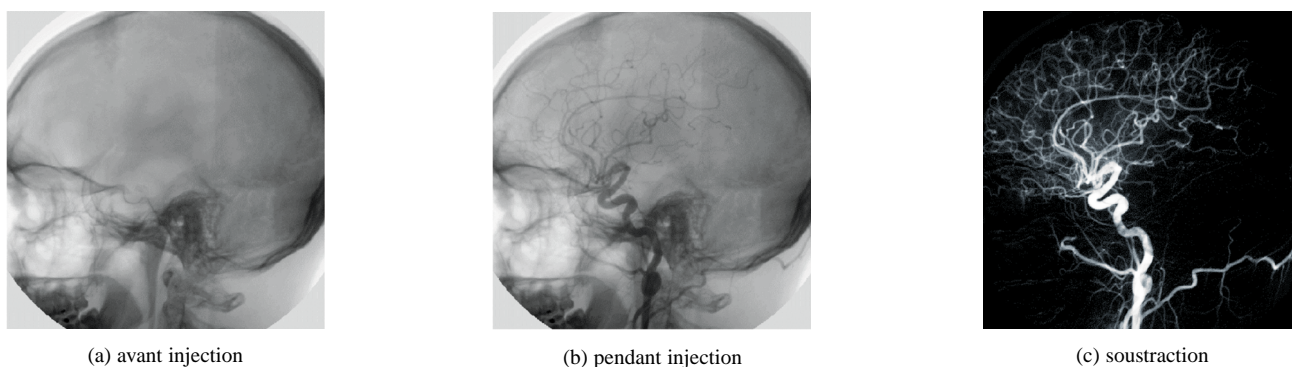 (a) avant injection
(b) pendant injection
(c) soustraction